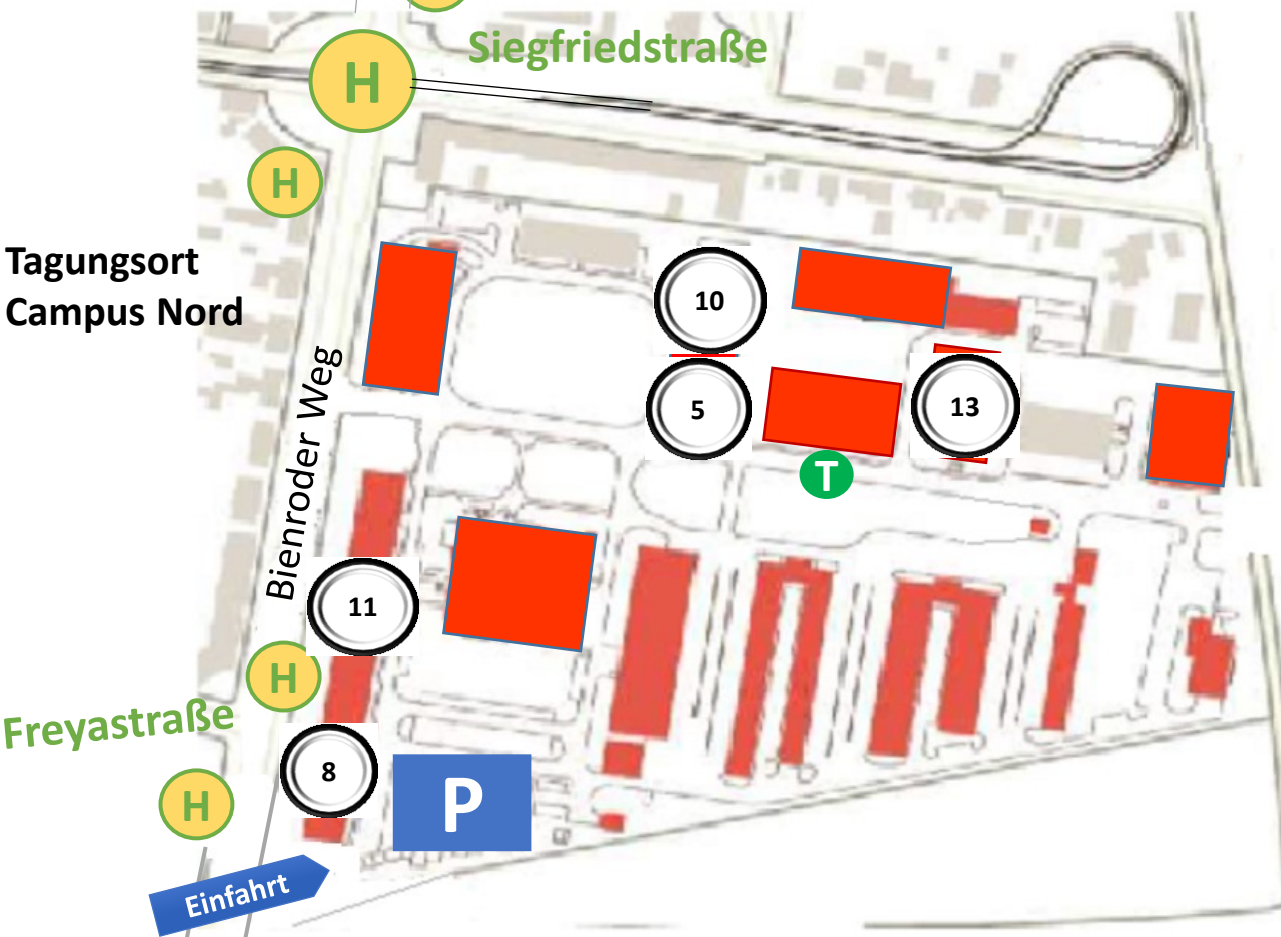 Siegfriedstraße
H
H
Tagungsort
Campus Nord
10
5
13
T
Bienroder Weg
11
H
Freyastraße
8
P
H
Einfahrt